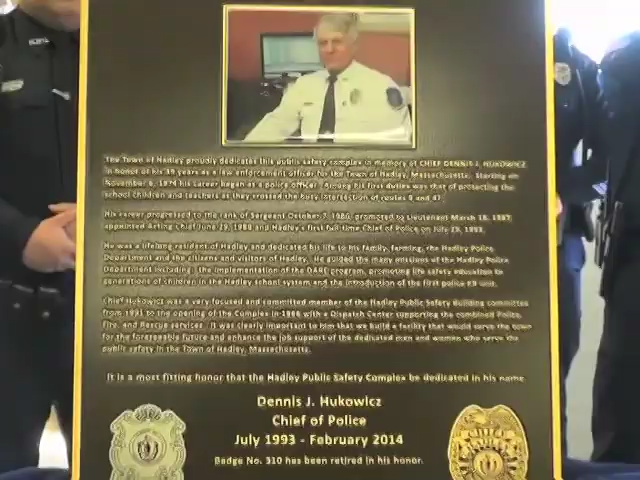 The Town of Hadley proudly dedicates this public safety complex in memory of CHIEF DENNIS J. HUKOWICZ
in honor of his 39 years as a law enforcement officer for the Town of Hadley, Massachusetts. Starting on
November 6, 1974 his career began as a police officer. Among his first duties was that of protecting the
school children and teachers as they crossed the busy intersection of routes 9 and 47.
His career progressed to the rank of Sergeant October 7, 1980, promoted to Lieutenant March 18, 1987,
appointed Acting Chief June 29, 1988 and Hadley's first full time Chief of Police on July 29, 1993.
He was a lifelong resident of Hadley and dedicated his life to his family, farming, the Hadley Police
Department and the citizens and visitors of Hadley. He guided the many missions of the Hadley Police
Department including: the implementation of the DARE program, promoting life safety education to
generations of children in the Hadley school system and the introduction of the first police K9 unit.
Chief Hukowicz was a very focused and committed member of the Hadley Public Safety Building committee
from 1991 to the opening of the Complex in 1996 with a Dispatch Center supporting the combined Police,
Fire, and Rescue services. It was clearly important to him that we build a facility that would serve the town
for the foreseeable future and enhance the job support of the dedicated men and women who serve the
public safety in the Town of Hadley, Massachusetts.
It is a most fitting honor that the Hadley Public Safety Complex be dedicated in his name
Dennis J. Hukowicz
Chief of Police
July 1993 - February 2014
Badge No. 310 has been retired in his honor.